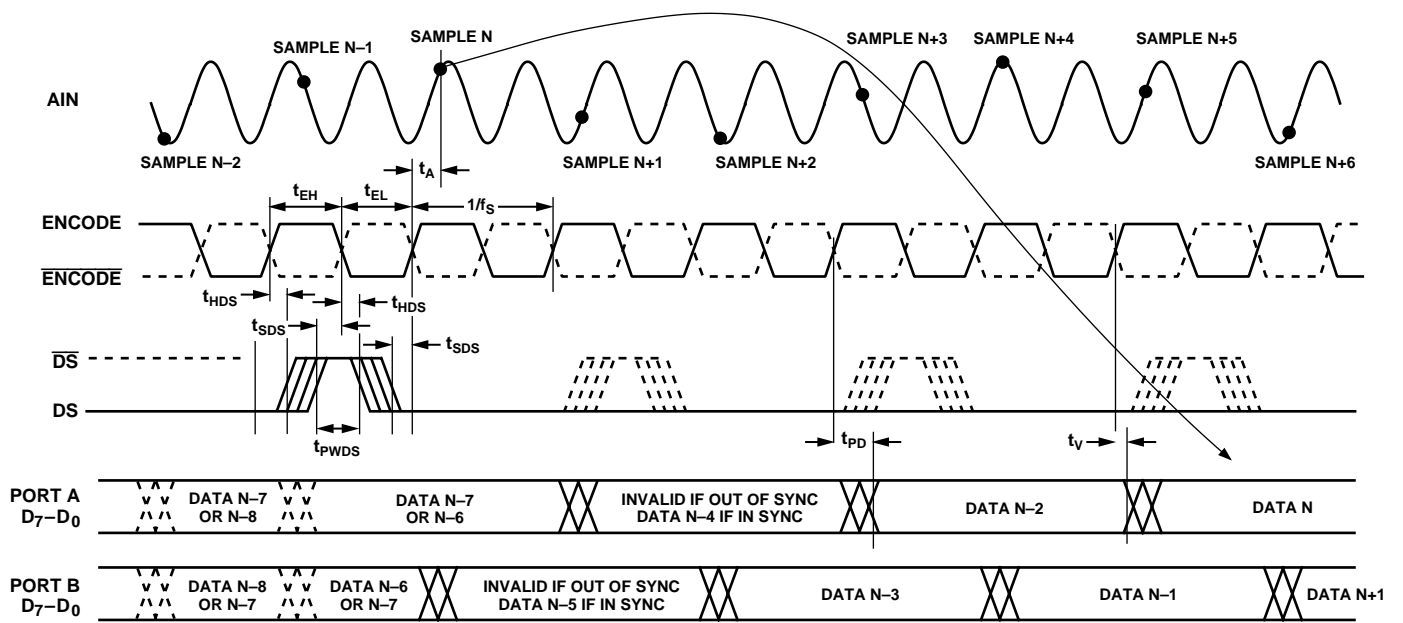 SAMPLE N–1
SAMPLE N
SAMPLE N+3
SAMPLE N+4
SAMPLE N+5
AIN
SAMPLE N–2
SAMPLE N+1
SAMPLE N+2
SAMPLE N+6
tA
tEH
tEL
1/fS
ENCODE
ENCODE
tHDS
tHDS
tSDS
tSDS
DS
DS
tPWDS
tPD
tV
PORT A
D7–D0
DATA N–7
OR N–8
DATA N–7
OR N–6
INVALID IF OUT OF SYNC
DATA N–4 IF IN SYNC
DATA N–2
DATA N
PORT B
D7–D0
DATA N–8
OR N–7
DATA N–6
OR N–7
INVALID IF OUT OF SYNC
DATA N–5 IF IN SYNC
DATA N–3
DATA N–1
DATA N+1